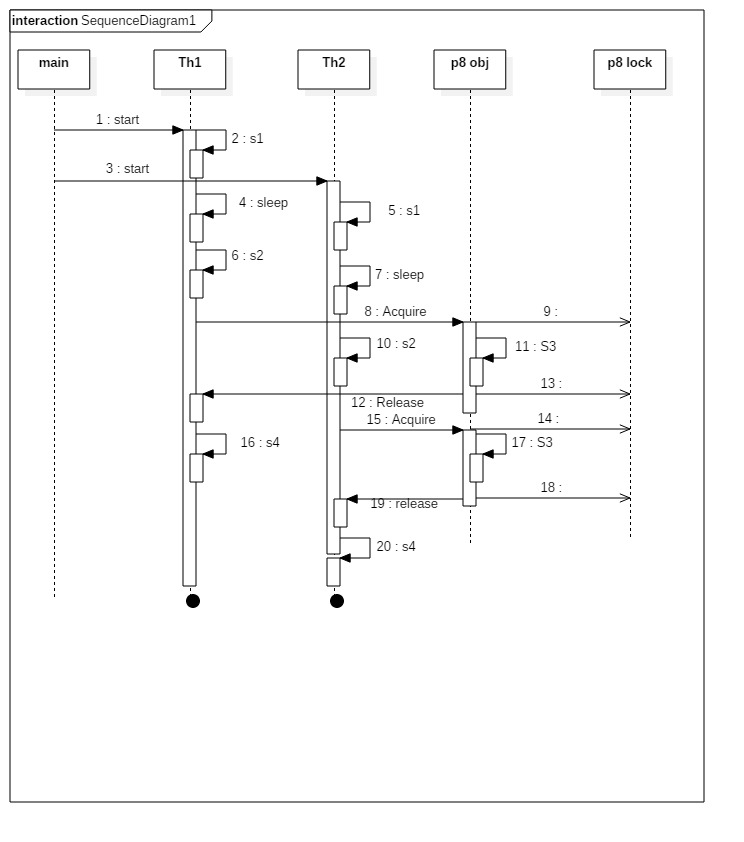 interaction SequenceDiagram1
main
Th1
Th2
p8 obj
p8 lock
1 : start
2 : s1
3 : start
4 : sleep
5 : s1
6 : s2
7 : sleep
8 : Acquire
9 :
10 : s2
11 : S3
13 :
12 : Release
15 : Acquire
14 :
16 : s4
17 : S3
18 :
19 : release
20 : s4